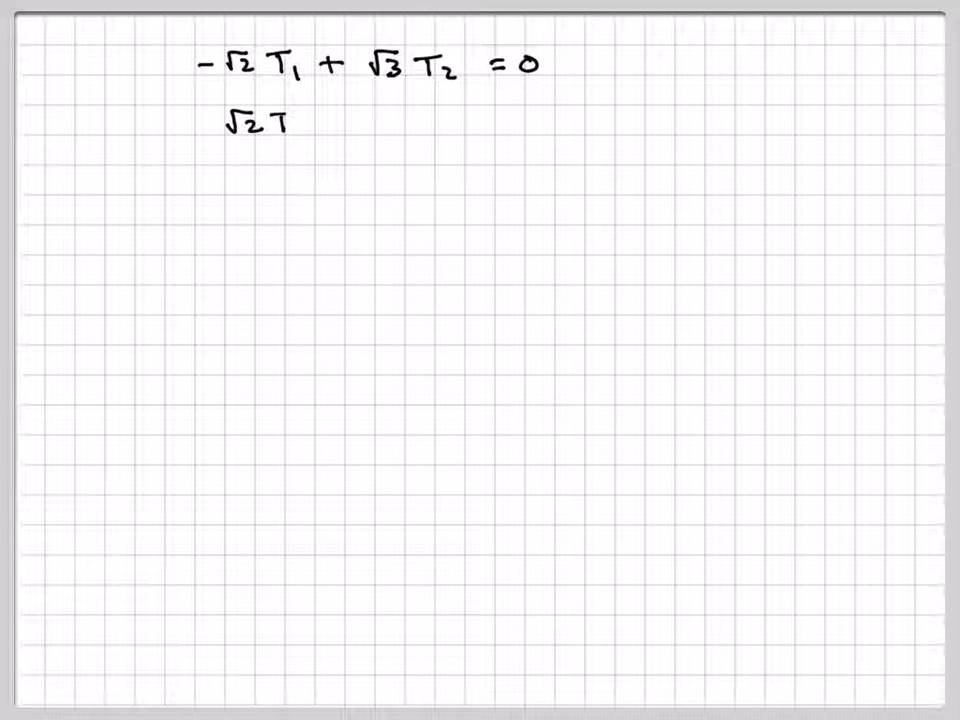 -√2 T₁ + √3 T₂ = 0
√2 T